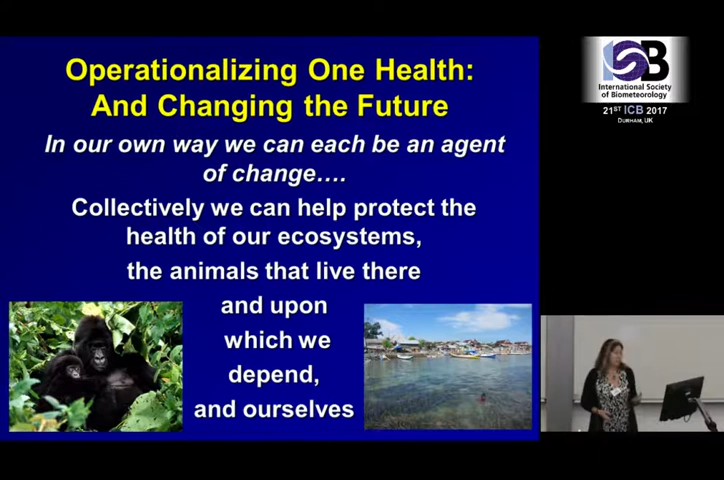 Operationalizing One Health:
And Changing the Future
In our own way we can each be an agent
of change….
Collectively we can help protect the
health of our ecosystems,
the animals that live there
and upon
which we
depend,
and ourselves
ISB
International Society
of Biometeorology
21ST ICB 2017
DURHAM, UK